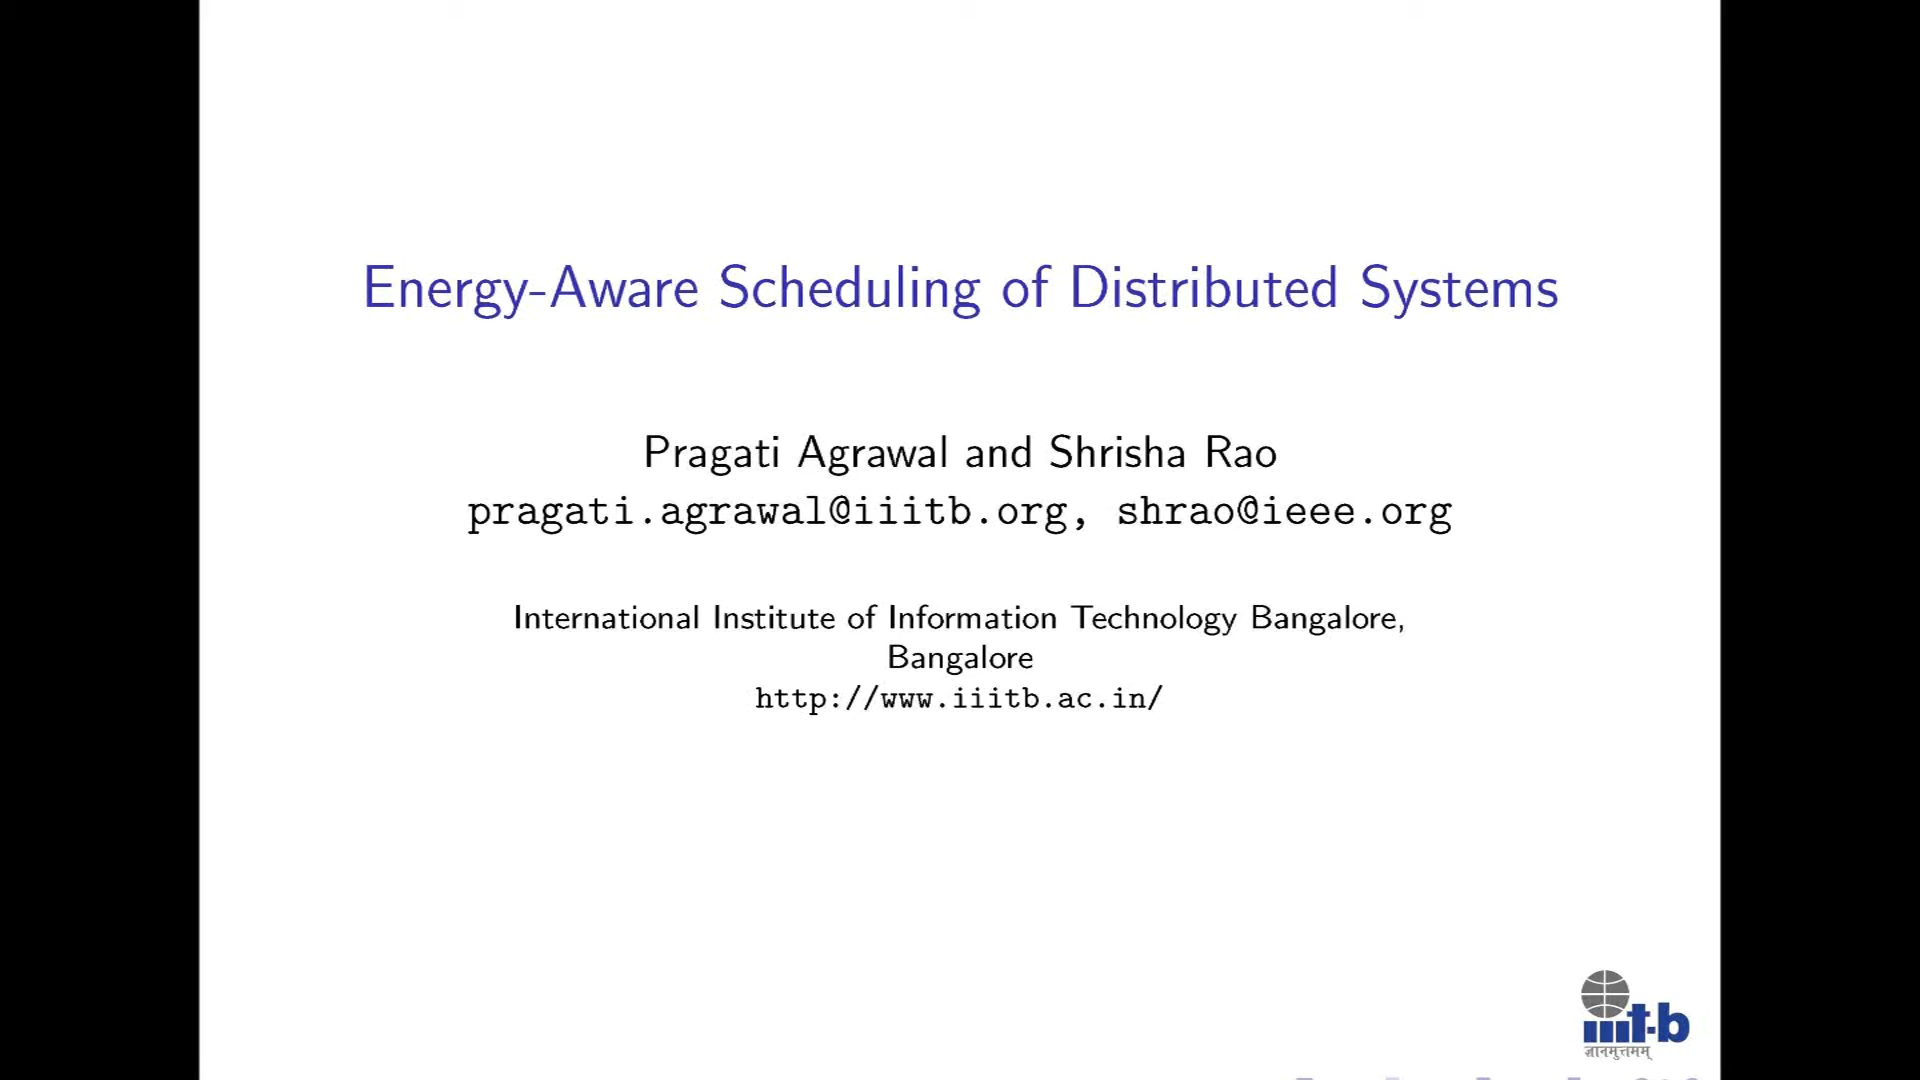 Energy-Aware Scheduling of Distributed Systems
Pragati Agrawal and Shrisha Rao
pragati.agrawal@iiitb.org, shrao@ieee.org
International Institute of Information Technology Bangalore,
Bangalore
http://www.iiitb.ac.in/
iiit-b
ज्ञानमुत्तमम्